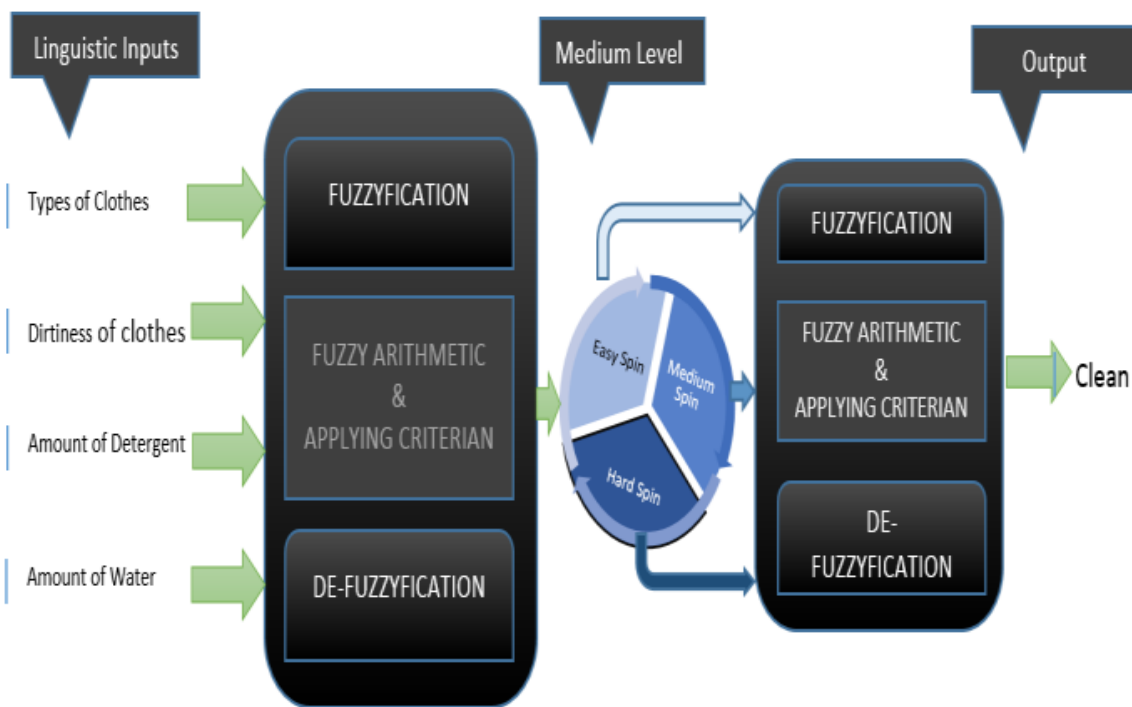 Linguistic Inputs
Medium Level
Output
Types of Clothes
Dirtiness of clothes
Amount of Detergent
Amount of Water
FUZZYFICATION
FUZZY ARITHMETIC
&
APPLYING CRITERIAN
DE-FUZZYFICATION
Easy Spin
Medium
Spin
Hard Spin
FUZZYFICATION
FUZZY ARITHMETIC
&
APPLYING CRITERIAN
DE-
FUZZYFICATION
Clean